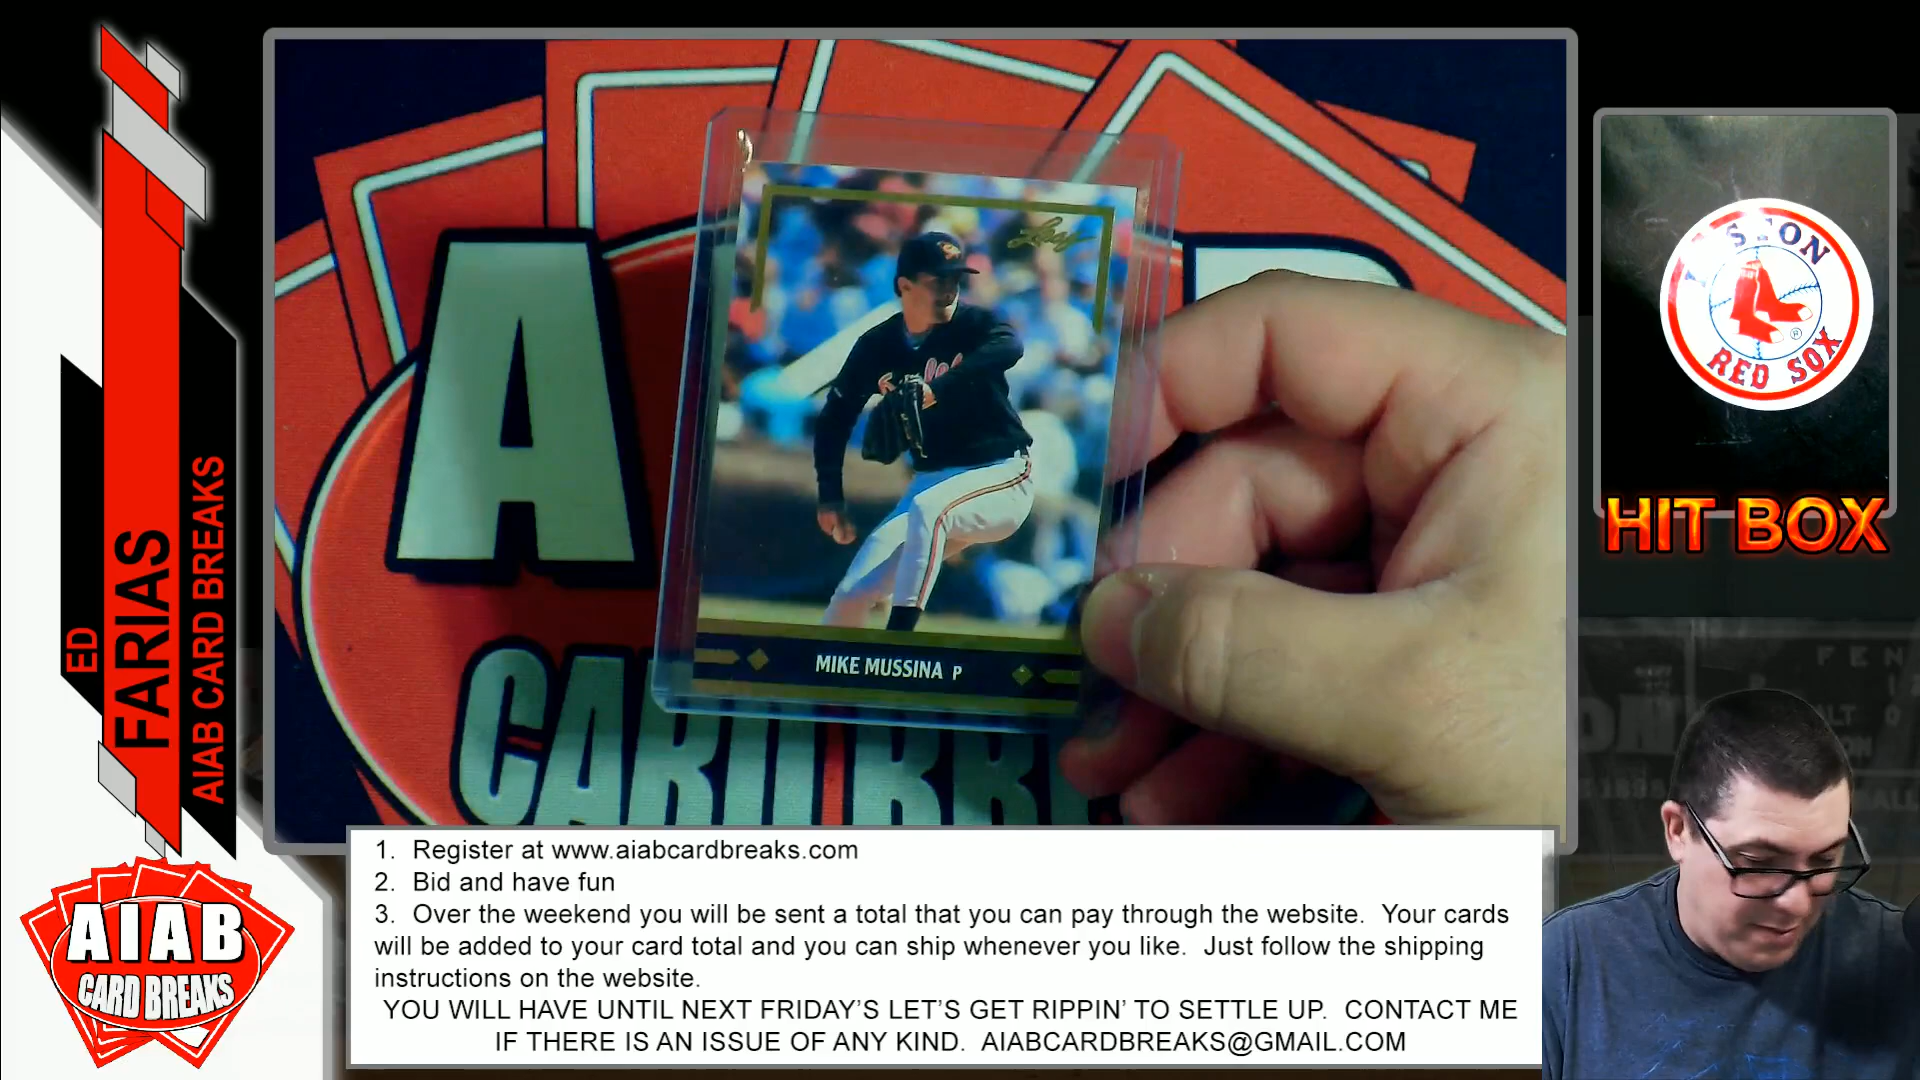 ED
FARIAS
AIAB CARD BREAKS
AIAB
CARD BREAKS
A
CARD BRE
Leaf
MIKE MUSSINA P
BOSTON
RED SOX
®
HIT BOX
1. Register at www.aiabcardbreaks.com
2. Bid and have fun
3. Over the weekend you will be sent a total that you can pay through the website. Your cards
will be added to your card total and you can ship whenever you like. Just follow the shipping
instructions on the website.
YOU WILL HAVE UNTIL NEXT FRIDAY’S LET’S GET RIPPIN’ TO SETTLE UP. CONTACT ME
IF THERE IS AN ISSUE OF ANY KIND. AIABCARDBREAKS@GMAIL.COM